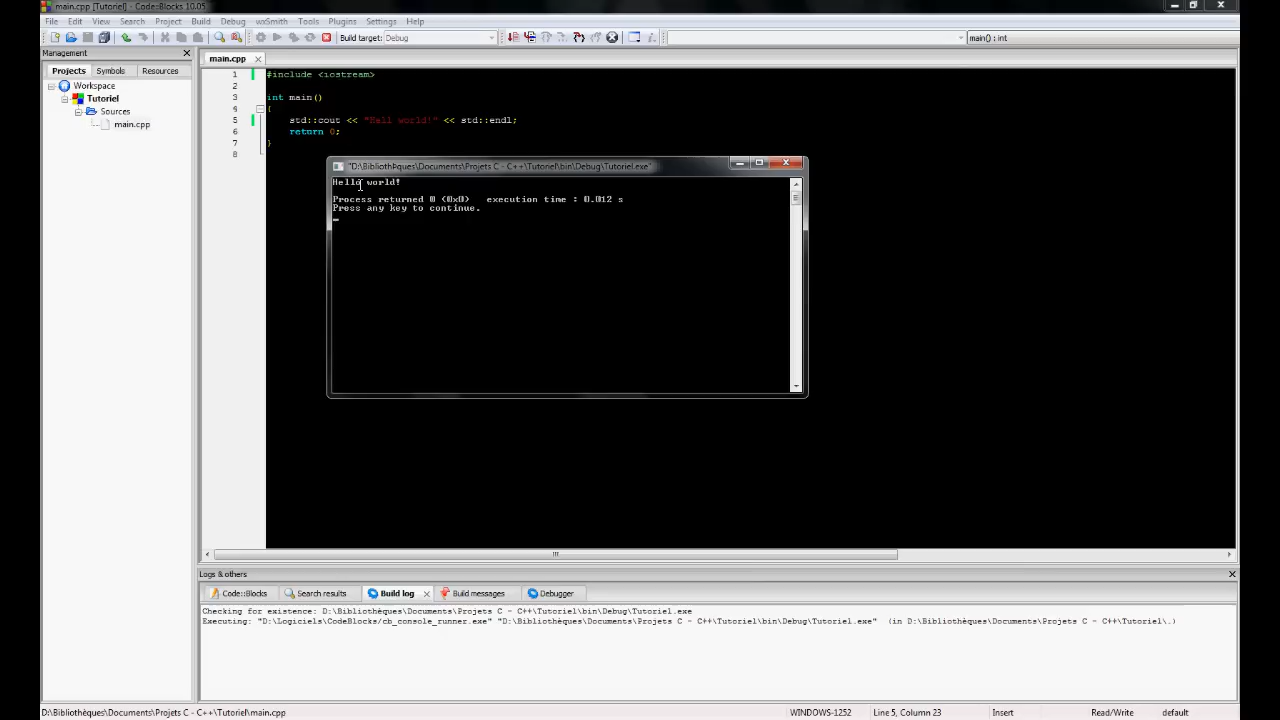 main.cpp [Tutoriel] - Code::Blocks 10.05
File Edit View Search Project Build Debug wxSmith Tools Plugins Settings Help
Build target: Debug
main() : int
Management
Projects Symbols Resources
Workspace
Tutoriel
Sources
main.cpp
main.cpp
1 #include <iostream>
2
3 int main()
4 {
5 std::cout << "Hell world!" << std::endl;
6 return 0;
7 }
8
"D:\BibliothÞques\Documents\Projets C - C++\Tutoriel\bin\Debug\Tutoriel.exe"
Hello world!
Process returned 0 (0x0) execution time : 0.012 s
Press any key to continue.
Logs & others
Code::Blocks Search results Build log Build messages Debugger
Checking for existence: D:\Bibliothèques\Documents\Projets C - C++\Tutoriel\bin\Debug\Tutoriel.exe
Executing: "D:\Logiciels\CodeBlocks/cb_console_runner.exe" "D:\Bibliothèques\Documents\Projets C - C++\Tutoriel\bin\Debug\Tutoriel.exe" (in D:\Bibliothèques\Documents\Projets C - C++\Tutoriel\.)
D:\Bibliothèques\Documents\Projets C - C++\Tutoriel\main.cpp WINDOWS-1252 Line 5, Column 23 Insert Read/Write default